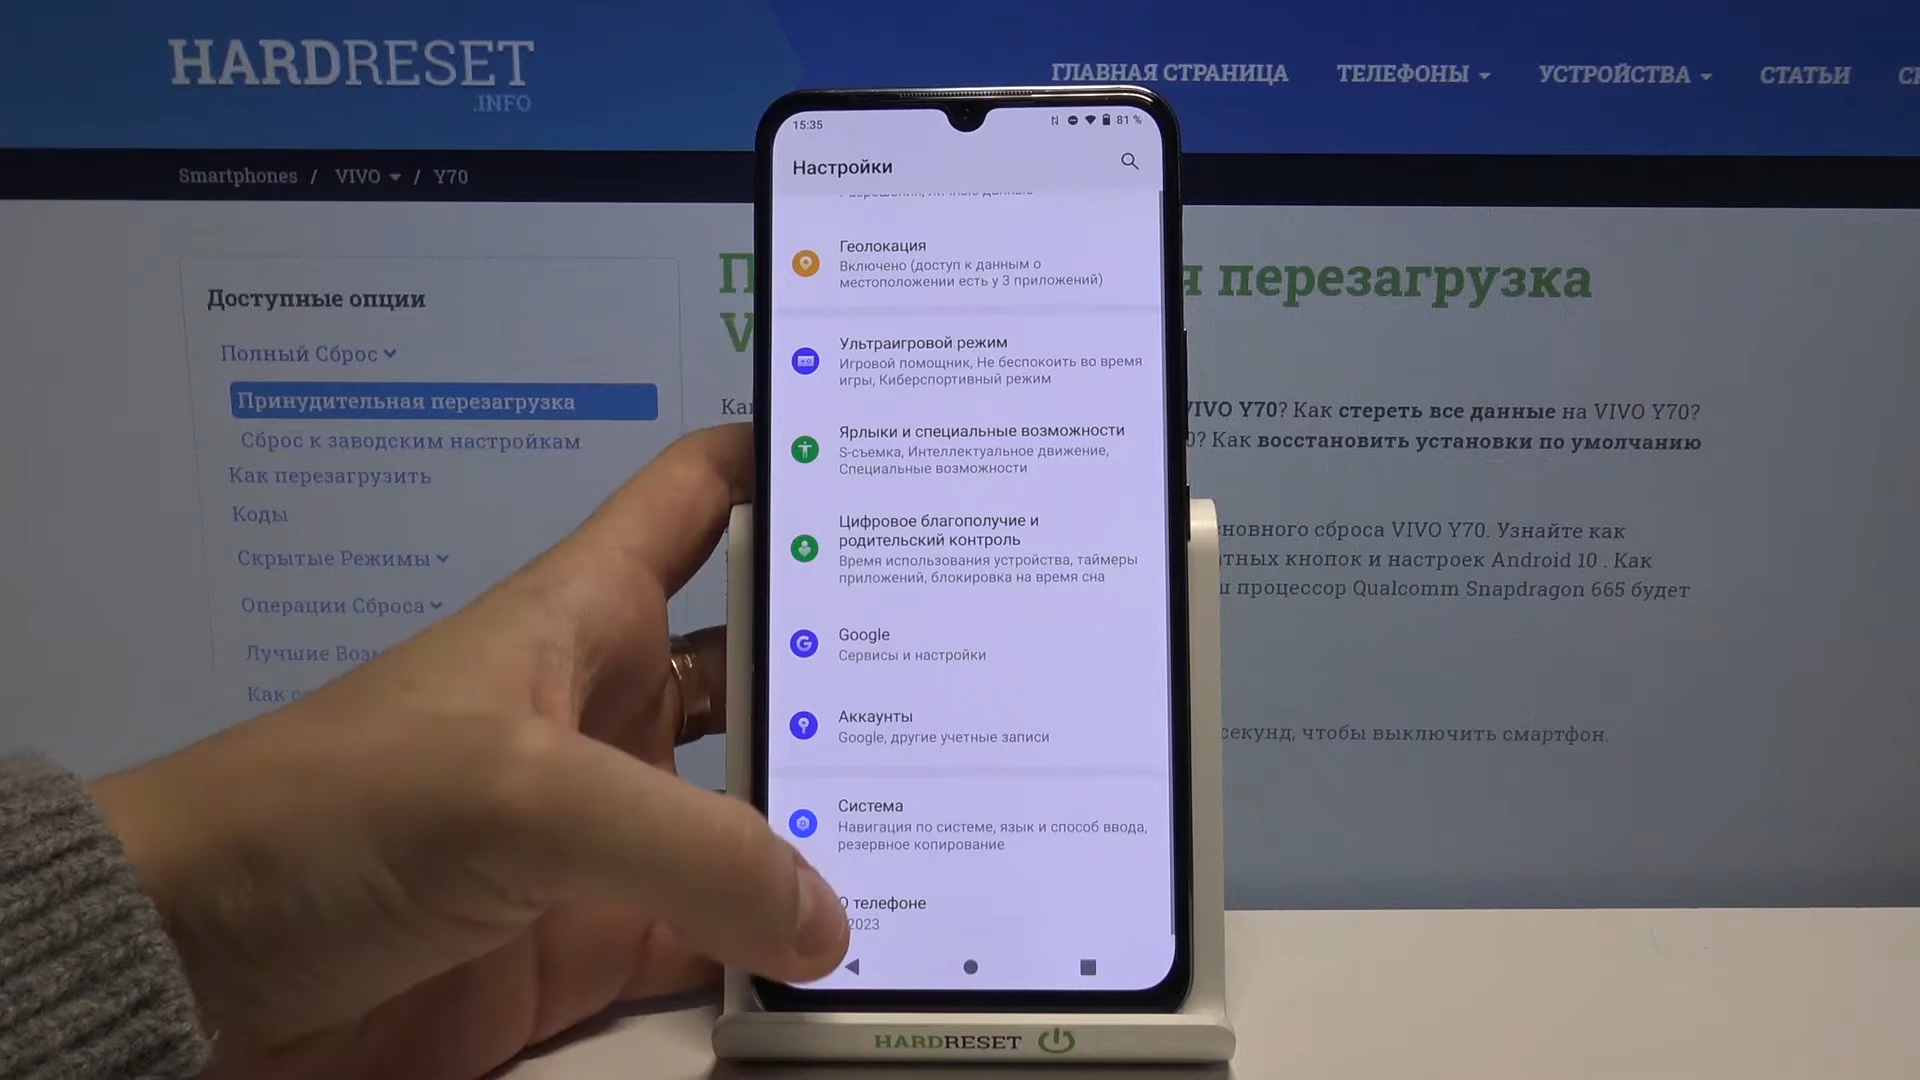 HARDRESET
.INFO
ГЛАВНАЯ СТРАНИЦА
ТЕЛЕФОНЫ
УСТРОЙСТВА
СТАТЬИ
Smartphones / VIVO / Y70
Доступные опции
Полный Сброс
Принудительная перезагрузка
Сброс к заводским настройкам
Как перезагрузить
Коды
Скрытые Режимы
Операции Сброса
Лучшие
Как
перезагрузка
VIVO Y70? Как стереть все данные на VIVO Y70?
Как восстановить установки по умолчанию
сброса VIVO Y70. Узнайте как
кнопок и настроек Android 10 . Как
процессор Qualcomm Snapdragon 665 будет
секунд, чтобы выключить смартфон.
15:35
81 %
Настройки
Геолокация
Включено (доступ к данным о
местоположении есть у 3 приложений)
Ультраигровой режим
Игровой помощник, Не беспокоить во время
игры, Киберспортивный режим
Ярлыки и специальные возможности
S-съемка, Интеллектуальное движение,
Специальные возможности
Цифровое благополучие и
родительский контроль
Время использования устройства, таймеры
приложений, блокировка на время сна
Google
Сервисы и настройки
Аккаунты
Google, другие учетные записи
Система
Навигация по системе, язык и способ ввода,
резервное копирование
О телефоне
2023
HARDRESET